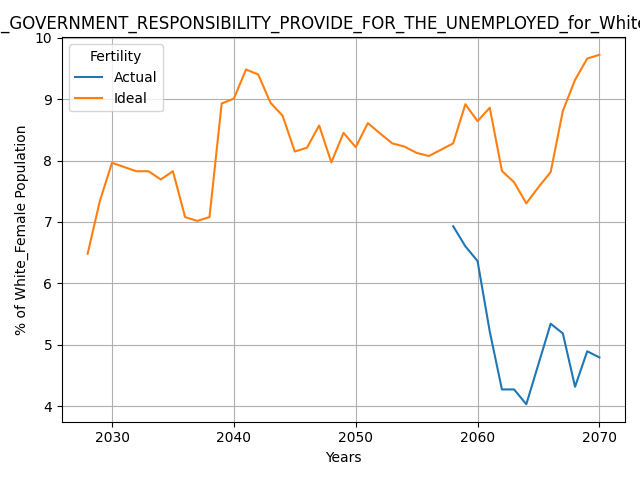 _GOVERNMENT_RESPONSIBILITY_PROVIDE_FOR_THE_UNEMPLOYED_for_White
Fertility
Actual
Ideal
% of White_Female Population
10
9
8
7
6
5
4
2030 2040 2050 2060 2070
Years